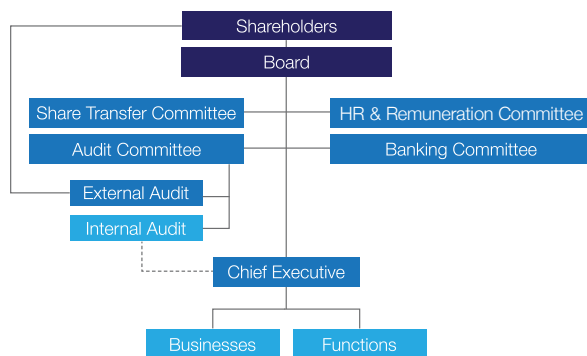 Shareholders
Board
Share Transfer Committee
HR & Remuneration Committee
Audit Committee
Banking Committee
External Audit
Internal Audit
Chief Executive
Businesses
Functions